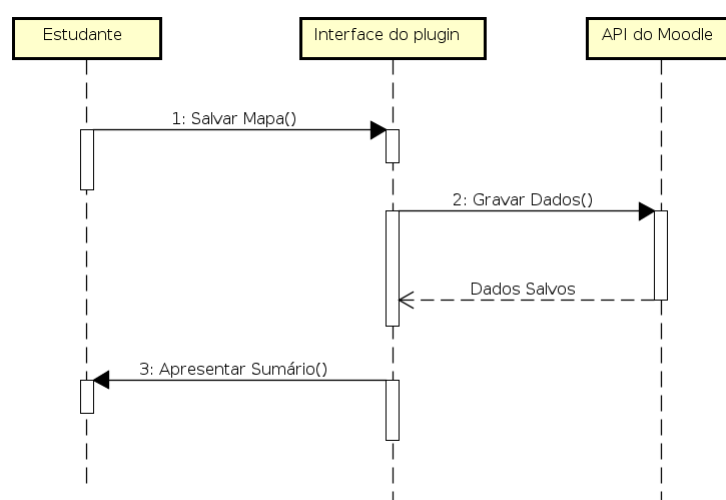 Estudante
Interface do plugin
API do Moodle
1: Salvar Mapa()
2: Gravar Dados()
Dados Salvos
3: Apresentar Sumário()